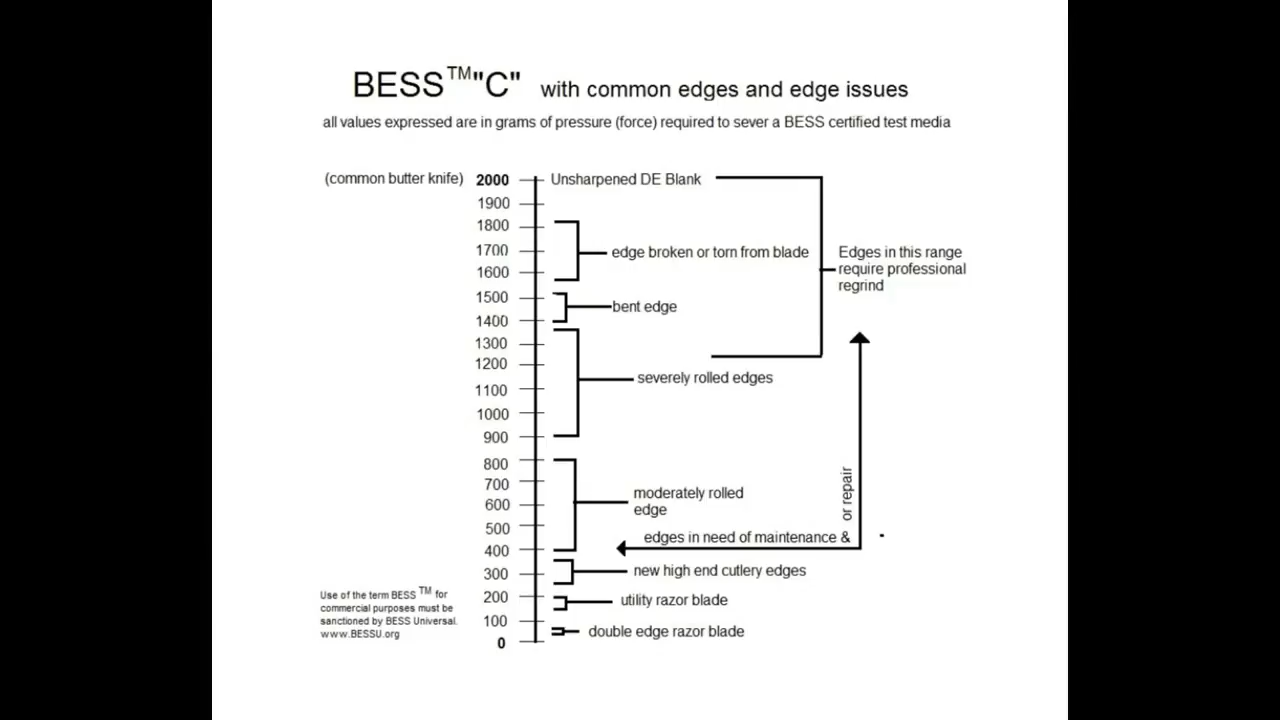 BESS™"C" with common edges and edge issues
all values expressed are in grams of pressure (force) required to sever a BESS certified test media
(common butter knife) 2000 Unsharpened DE Blank
1900
1800
1700
edge broken or torn from blade
Edges in this range
require professional
regrind
1600
1500
bent edge
1400
1300
1200
severely rolled edges
1100
1000
900
800
700
moderately rolled
edge
600
500
or repair
edges in need of maintenance &
400
300
new high end cutlery edges
200
utility razor blade
100
double edge razor blade
0
Use of the term BESS ™ for
commercial purposes must be
sanctioned by BESS Universal.
www.BESSU.org